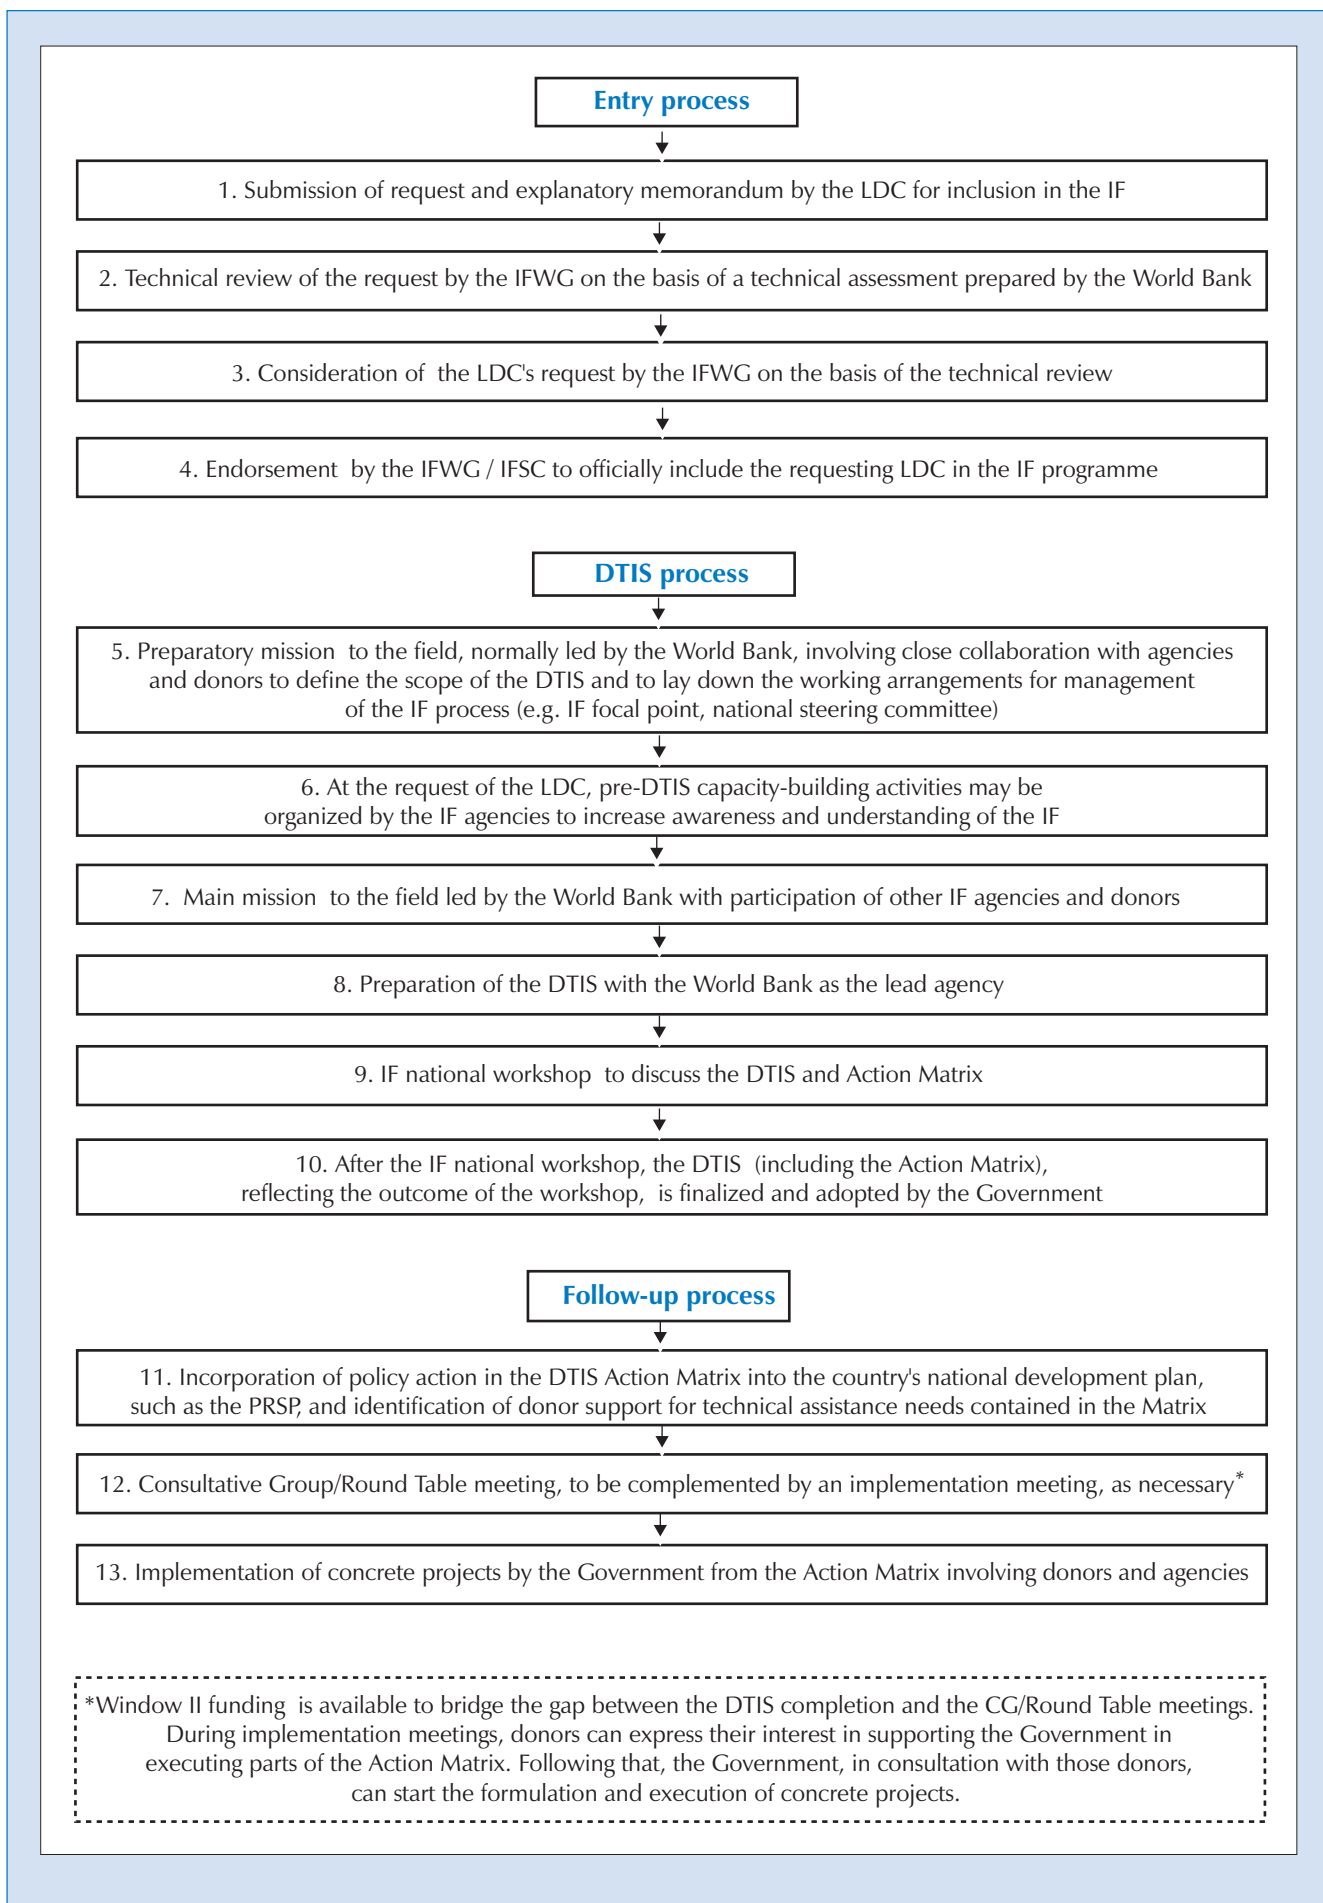 Entry process
1. Submission of request and explanatory memorandum by the LDC for inclusion in the IF
2. Technical review of the request by the IFWG on the basis of a technical assessment prepared by the World Bank
3. Consideration of the LDC's request by the IFWG on the basis of the technical review
4. Endorsement by the IFWG / IFSC to officially include the requesting LDC in the IF programme
DTIS process
5. Preparatory mission to the field, normally led by the World Bank, involving close collaboration with agencies
and donors to define the scope of the DTIS and to lay down the working arrangements for management
of the IF process (e.g. IF focal point, national steering committee)
6. At the request of the LDC, pre-DTIS capacity-building activities may be
organized by the IF agencies to increase awareness and understanding of the IF
7. Main mission to the field led by the World Bank with participation of other IF agencies and donors
8. Preparation of the DTIS with the World Bank as the lead agency
9. IF national workshop to discuss the DTIS and Action Matrix
10. After the IF national workshop, the DTIS (including the Action Matrix),
reflecting the outcome of the workshop, is finalized and adopted by the Government
Follow-up process
11. Incorporation of policy action in the DTIS Action Matrix into the country's national development plan,
such as the PRSP, and identification of donor support for technical assistance needs contained in the Matrix
12. Consultative Group/Round Table meeting, to be complemented by an implementation meeting, as necessary*
13. Implementation of concrete projects by the Government from the Action Matrix involving donors and agencies
*Window II funding is available to bridge the gap between the DTIS completion and the CG/Round Table meetings.
During implementation meetings, donors can express their interest in supporting the Government in
executing parts of the Action Matrix. Following that, the Government, in consultation with those donors,
can start the formulation and execution of concrete projects.